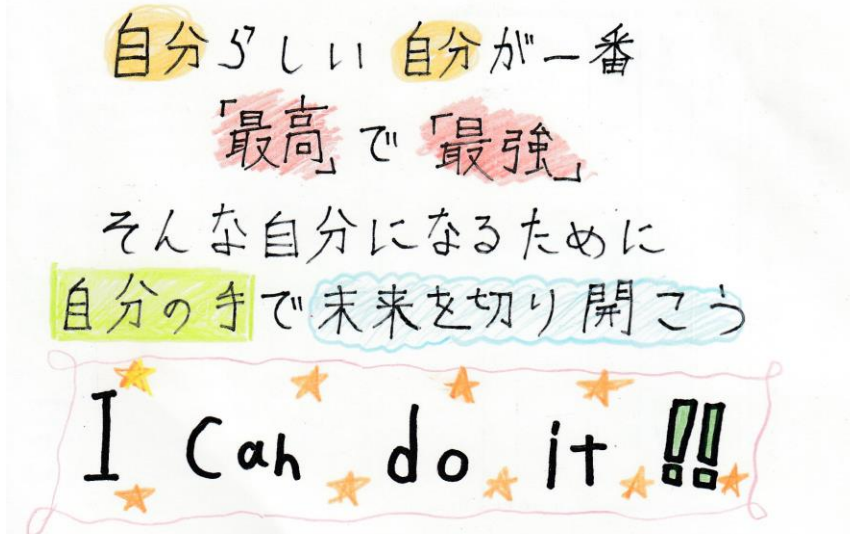 自分らしい 自分が一番
「最高」で「最強」
そんな自分になるために
自分の手で未来を切り開こう
I can do it !!